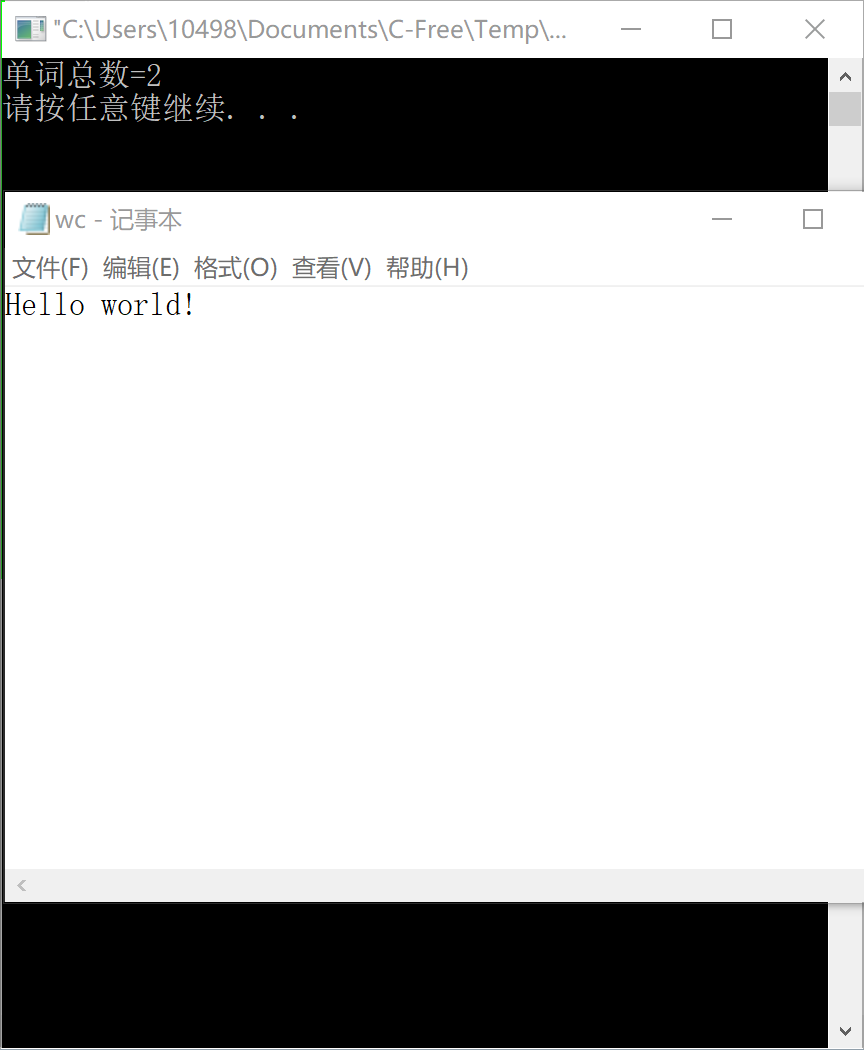 "C:\Users\10498\Documents\C-Free\Temp\...
单词总数=2
请按任意键继续. . .
wc - 记事本
文件(F) 编辑(E) 格式(O) 查看(V) 帮助(H)
Hello world!